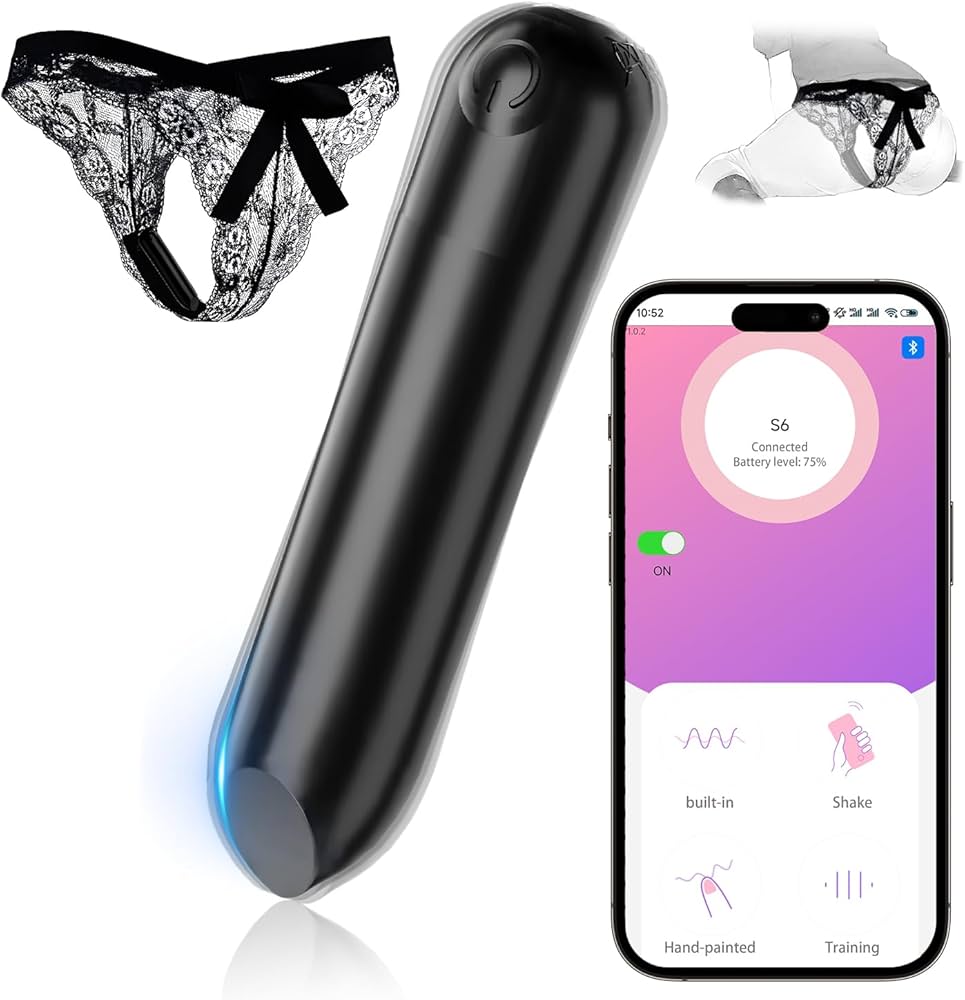 10:52
1.0.2
S6
Connected
Battery level: 75%
ON
built-in
Shake
Hand-painted
Training